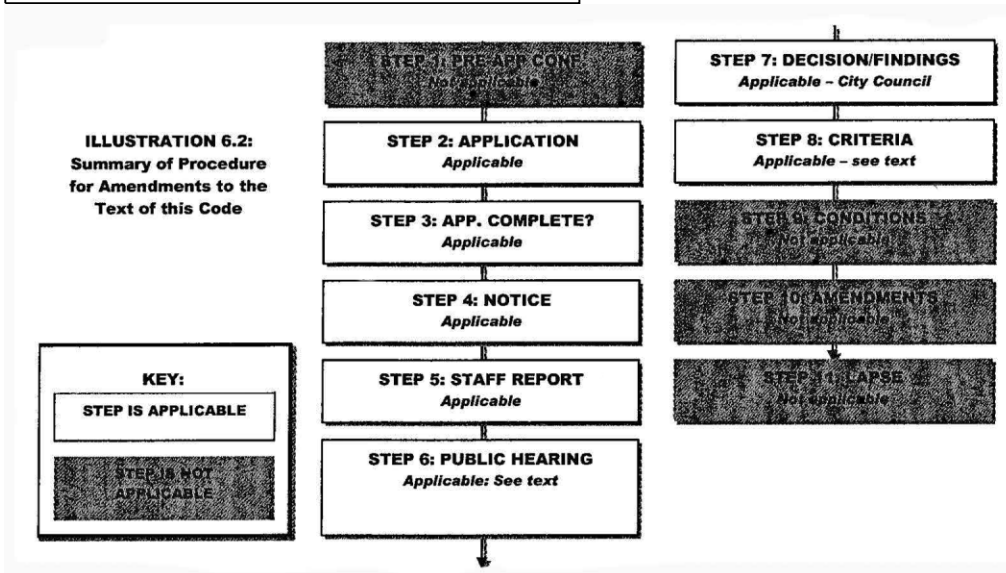 ILLUSTRATION 6.2:
Summary of Procedure
for Amendments to the
Text of this Code
KEY:
STEP IS APPLICABLE
STEP IS NOT
APPLICABLE
STEP 1: PRE APP CONF.
Not applicable
STEP 2: APPLICATION
Applicable
STEP 3: APP. COMPLETE?
Applicable
STEP 4: NOTICE
Applicable
STEP 5: STAFF REPORT
Applicable
STEP 6: PUBLIC HEARING
Applicable: See text
STEP 7: DECISION/FINDINGS
Applicable – City Council
STEP 8: CRITERIA
Applicable – see text
STEP 9: CONDITIONS
Not applicable
STEP 10: AMENDMENTS
Not applicable
STEP 11: LAPSE
Not applicable